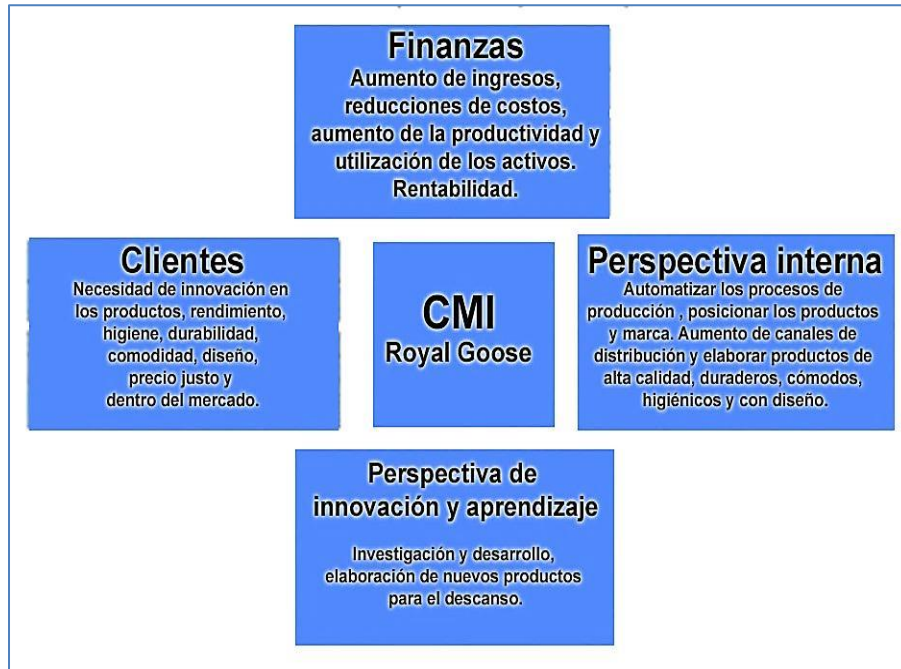 Finanzas
Aumento de ingresos,
reducciones de costos,
aumento de la productividad y
utilización de los activos.
Rentabilidad.
Clientes
Necesidad de innovación en
los productos, rendimiento,
higiene, durabilidad,
comodidad, diseño,
precio justo y
dentro del mercado.
CMI
Royal Goose
Perspectiva interna
Automatizar los procesos de
producción , posicionar los productos
y marca. Aumento de canales de
distribución y elaborar productos de
alta calidad, duraderos, cómodos,
higiénicos y con diseño.
Perspectiva de
innovación y aprendizaje
Investigación y desarrollo,
elaboración de nuevos productos
para el descanso.